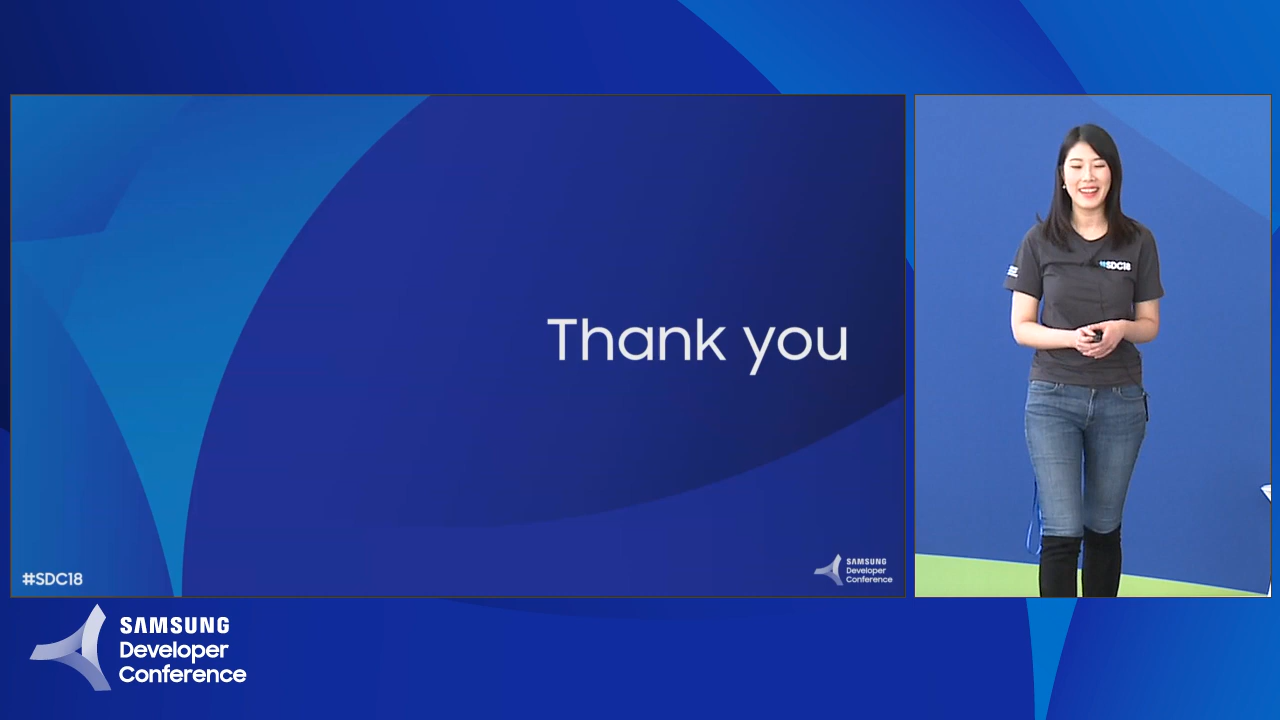 Thank you
#SDC18
SAMSUNG
Developer
Conference
#SDC18
SAMSUNG
Developer
Conference